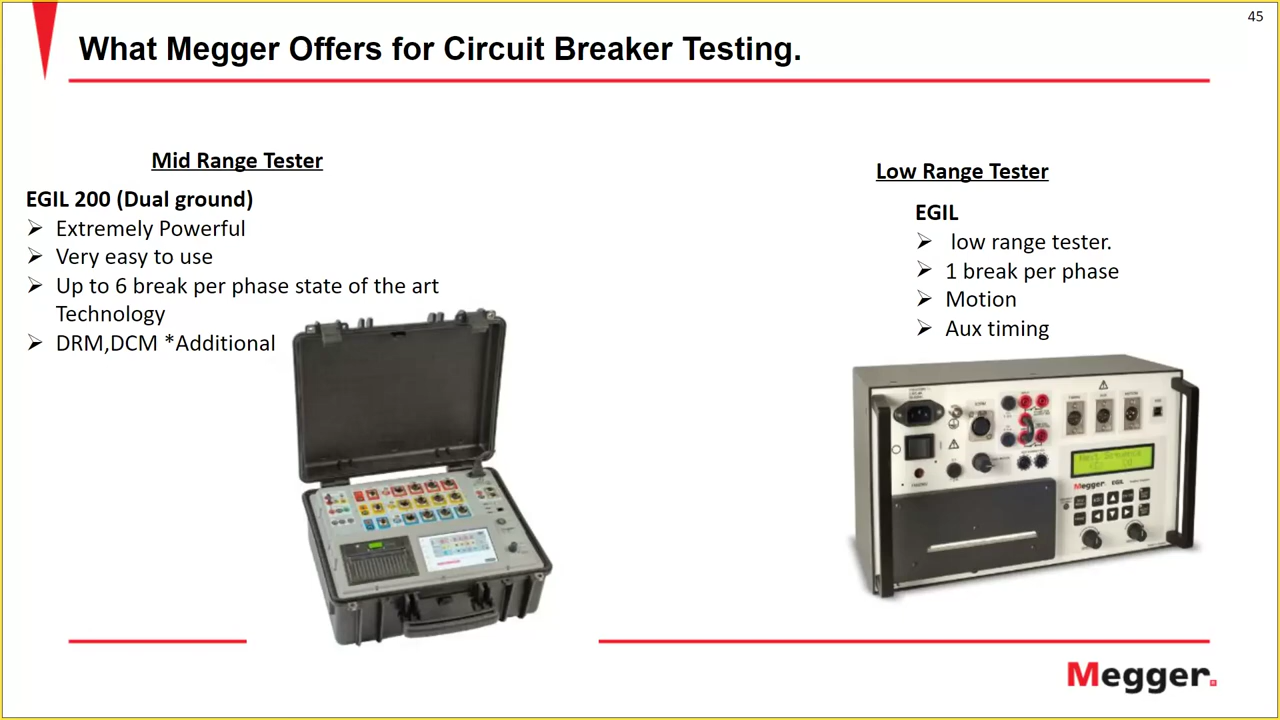 45
What Megger Offers for Circuit Breaker Testing.
Mid Range Tester
EGIL 200 (Dual ground)
➢ Extremely Powerful
➢ Very easy to use
➢ Up to 6 break per phase state of the art
Technology
➢ DRM,DCM *Additional
Low Range Tester
EGIL
➢ low range tester.
➢ 1 break per phase
➢ Motion
➢ Aux timing
Megger. EGIL
Megger.